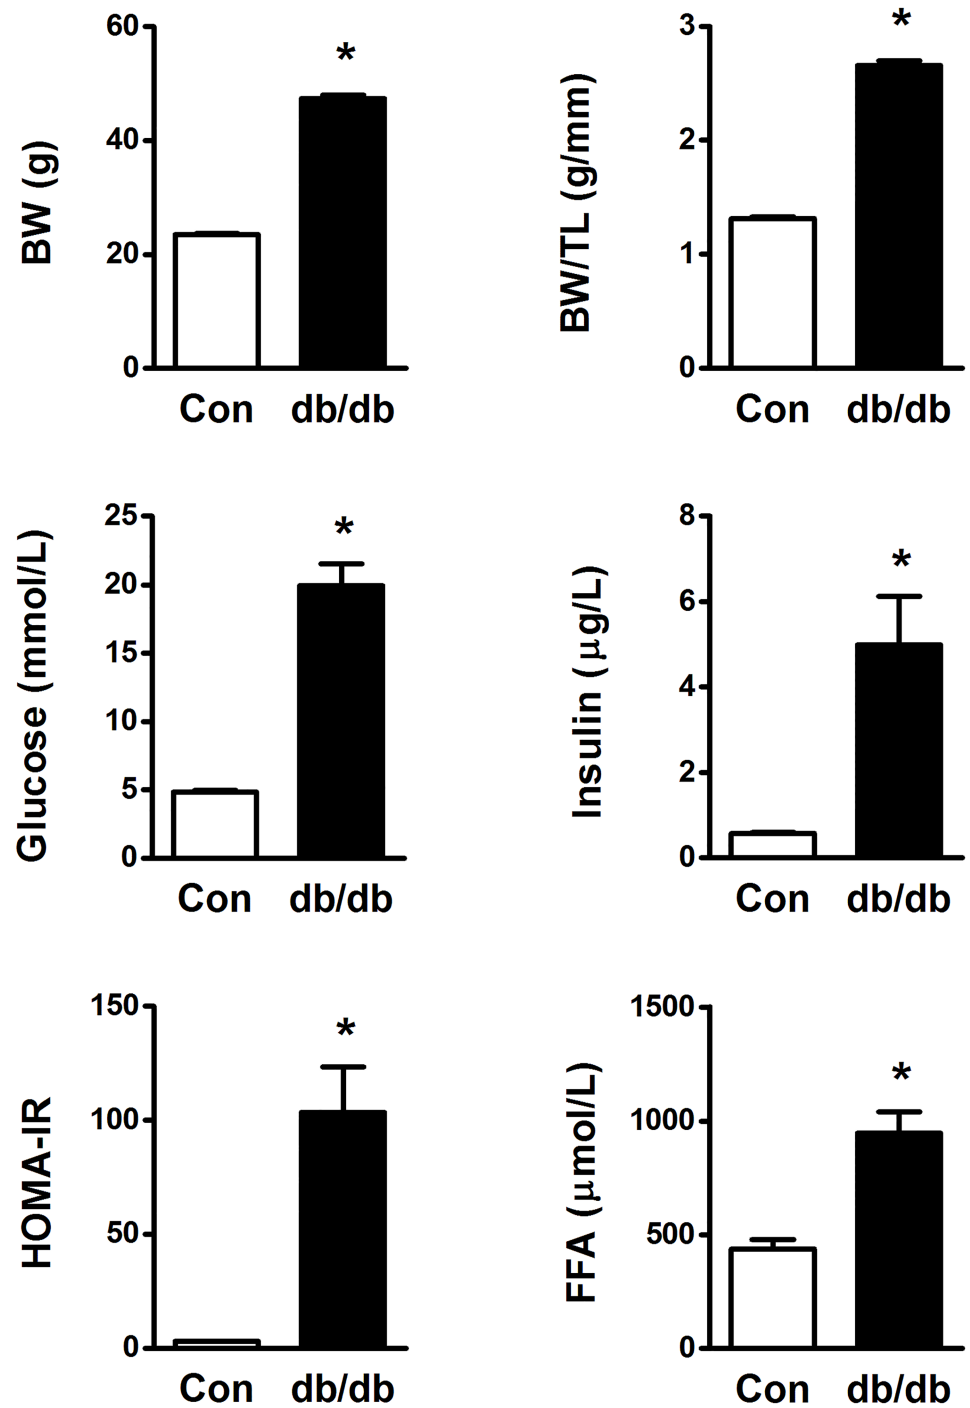 BW (g)
60
40
20
0
*
Con db/db
BW/TL (g/mm)
3
2
1
0
*
Con db/db
Glucose (mmol/L)
25
20
15
10
5
0
*
Con db/db
Insulin (μg/L)
8
6
4
2
0
*
Con db/db
HOMA-IR
150
100
50
0
*
Con db/db
FFA (μmol/L)
1500
1000
500
0
*
Con db/db